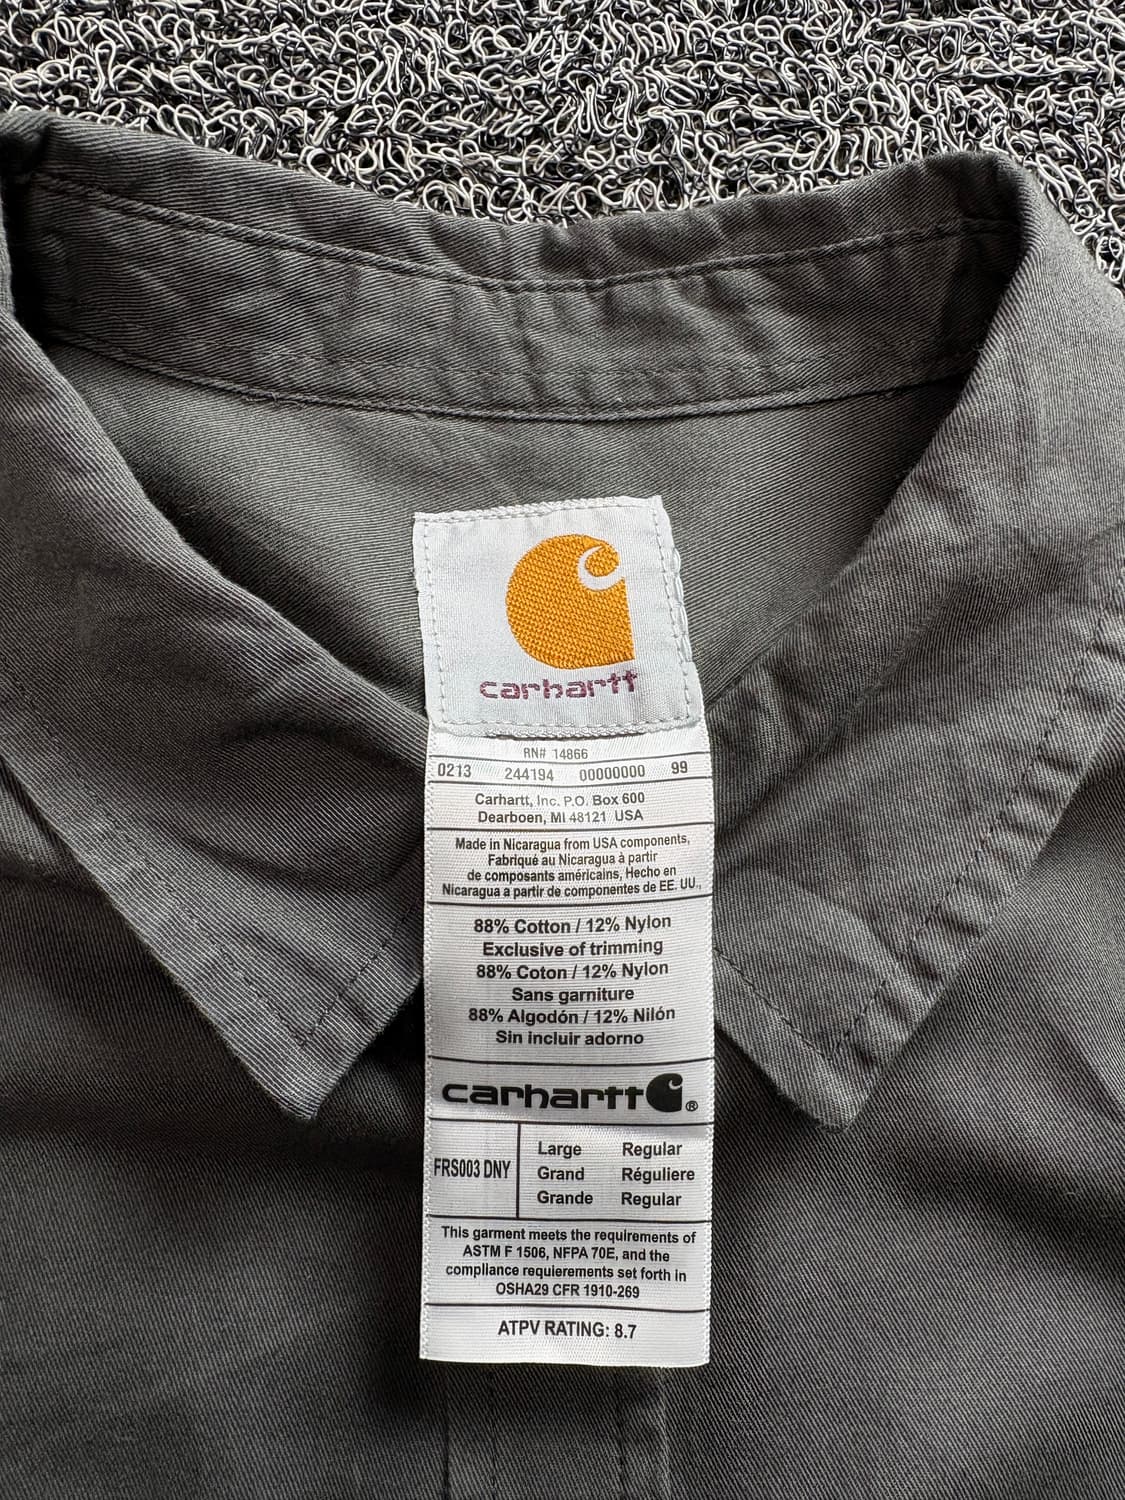 carhartt
RN# 14866
0213 244194 00000000 99
Carhartt, Inc. P.O. Box 600
Dearboen, MI 48121 USA
Made in Nicaragua from USA components,
Fabriqué au Nicaragua à partir
de composants américains, Hecho en
Nicaragua a partir de componentes de EE. UU.,
88% Cotton / 12% Nylon
Exclusive of trimming
88% Coton / 12% Nylon
Sans garniture
88% Algodón / 12% Nilón
Sin incluir adorno
carhartt ®
FRS003 DNY
Large Regular
Grand Réguliere
Grande Regular
This garment meets the requirements of
ASTM F 1506, NFPA 70E, and the
compliance requierements set forth in
OSHA29 CFR 1910-269
ATPV RATING: 8.7